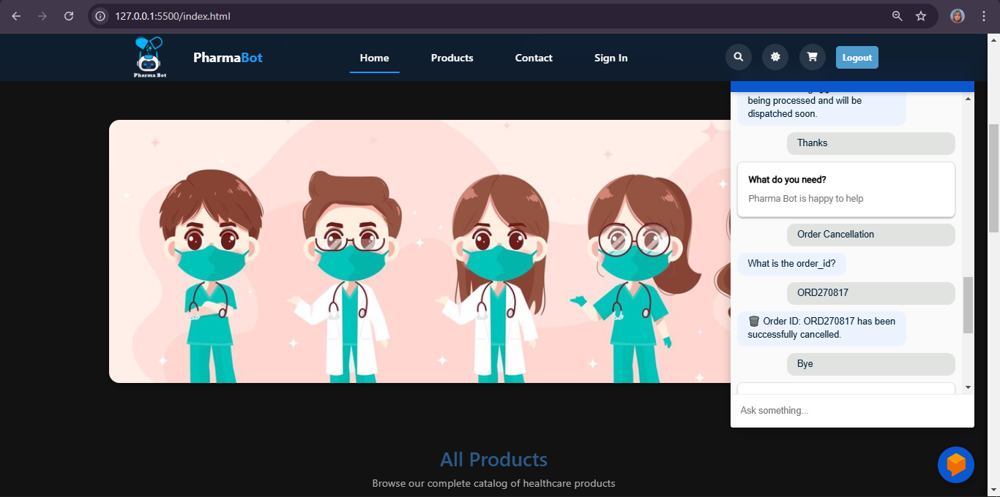 127.0.0.1:5500/index.html
Pharma Bot
PharmaBot
Home
Products
Contact
Sign In
Logout
being processed and will be
dispatched soon.
Thanks
What do you need?
Pharma Bot is happy to help
Order Cancellation
What is the order_id?
ORD270817
🗑 Order ID: ORD270817 has been
successfully cancelled.
Bye
Ask something...
All Products
Browse our complete catalog of healthcare products